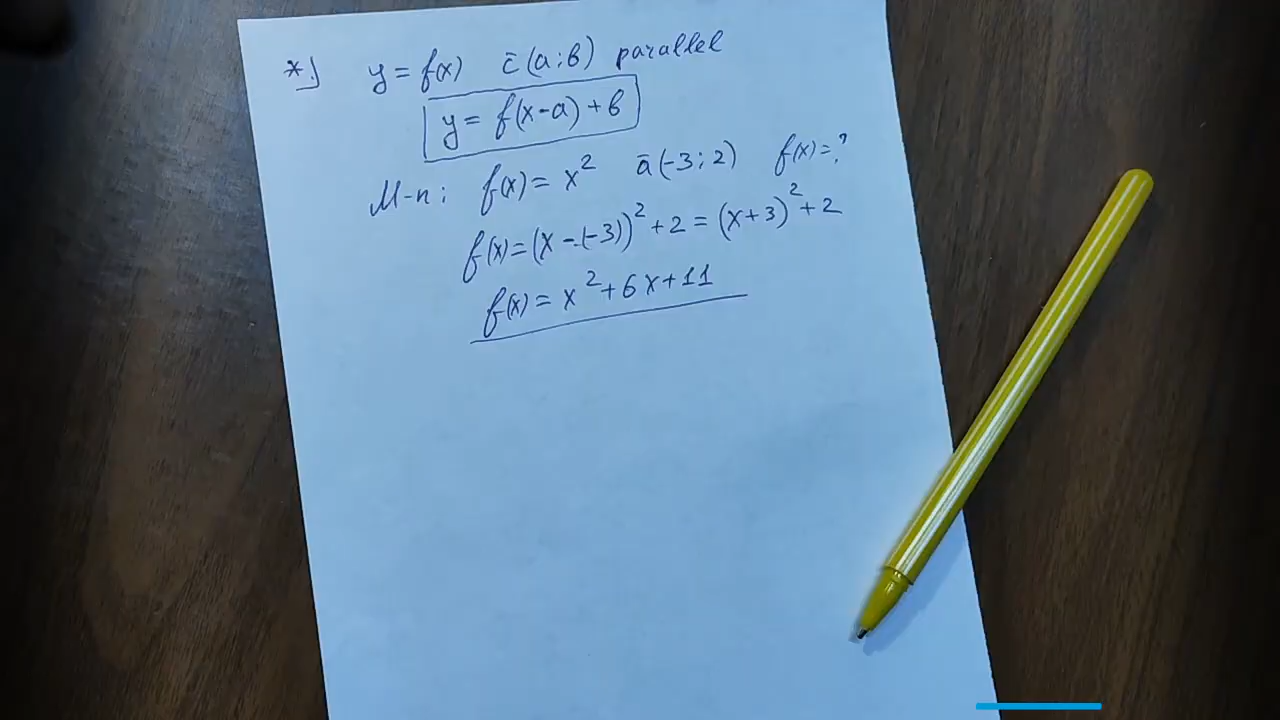 *) y = f(x) c̄(a; b) parallel
y = f(x-a) + b
M-n: f(x) = x² ā(-3; 2) f(x)=?
f(x)=(x-(-3))²+2=(x+3)²+2
f(x) = x²+6x+11